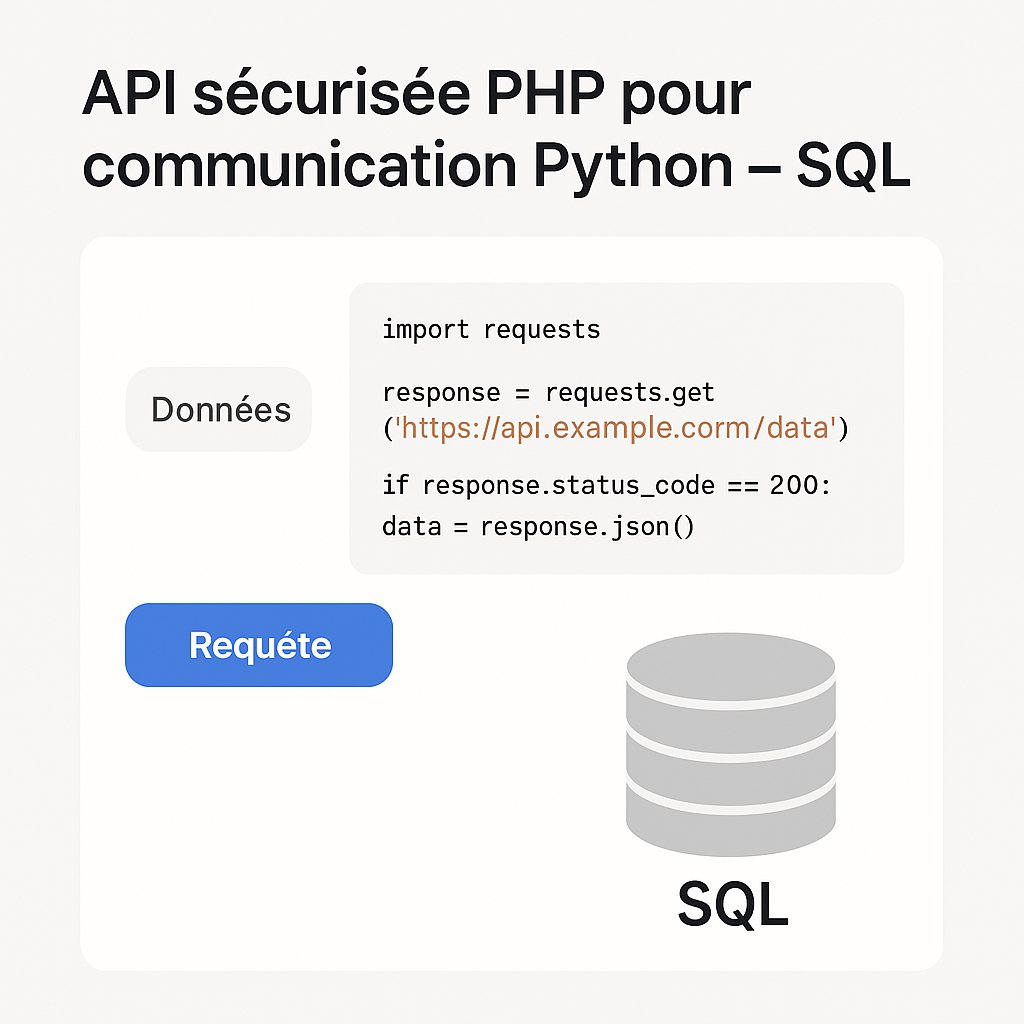 API sécurisée PHP pour
communication Python – SQL
Données
import requests
response = requests.get
('https://api.example.corm/data')
if response.status_code == 200:
data = response.json()
Requéte
SQL